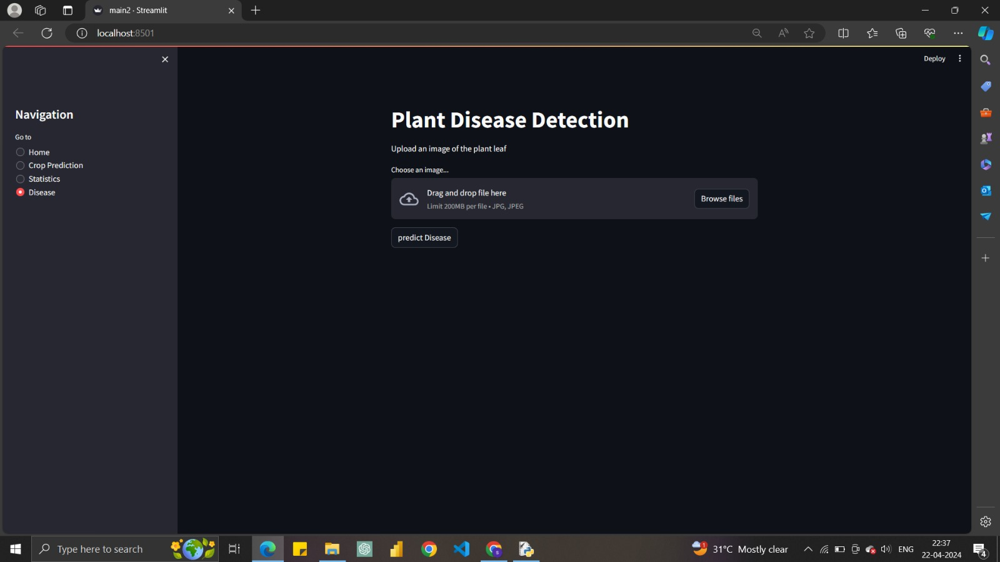 main2 · Streamlit
localhost:8501
Deploy
Navigation
Go to
Home
Crop Prediction
Statistics
Disease
Plant Disease Detection
Upload an image of the plant leaf
Choose an image...
Drag and drop file here
Limit 200MB per file • JPG, JPEG
Browse files
predict Disease
Type here to search
1
31°C Mostly clear
ENG
22:37
22-04-2024
4